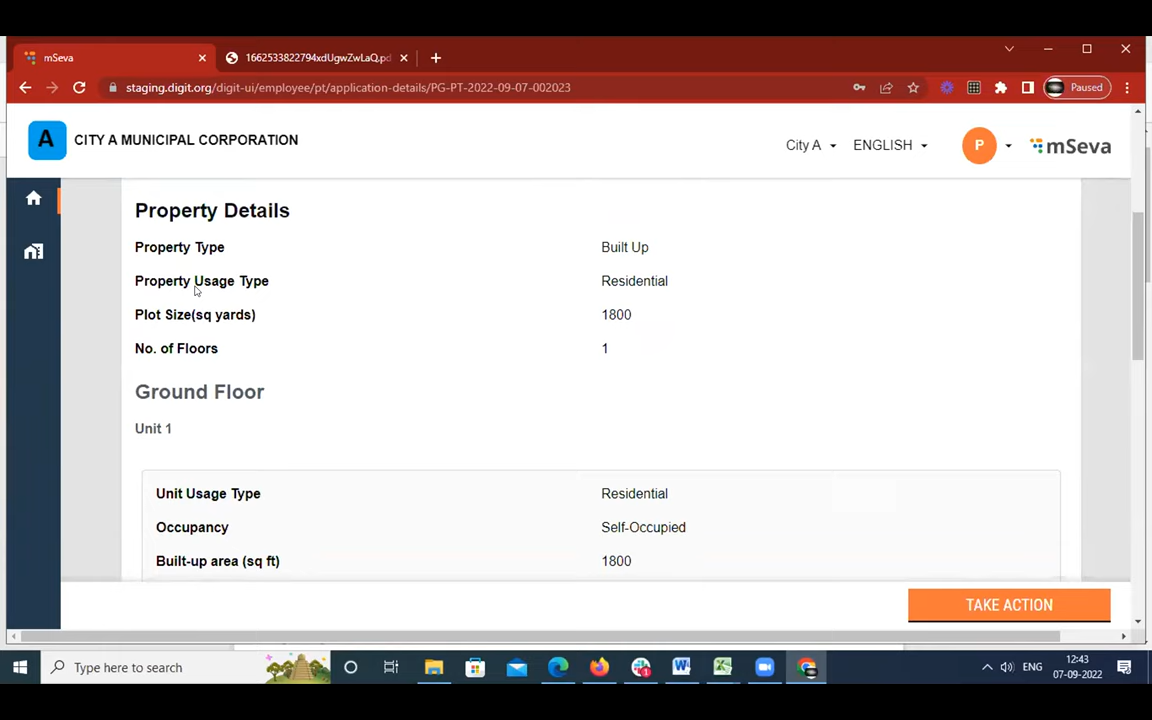 mSeva
1662533822794xdUgwZwLaQ.pd
staging.digit.org/digit-ui/employee/pt/application-details/PG-PT-2022-09-07-002023
Paused
A CITY A MUNICIPAL CORPORATION
City A
ENGLISH
P
mSeva
Property Details
Property Type Built Up
Property Usage Type Residential
Plot Size(sq yards) 1800
No. of Floors 1
Ground Floor
Unit 1
Unit Usage Type Residential
Occupancy Self-Occupied
Built-up area (sq ft) 1800
TAKE ACTION
Type here to search
ENG
12:43
07-09-2022